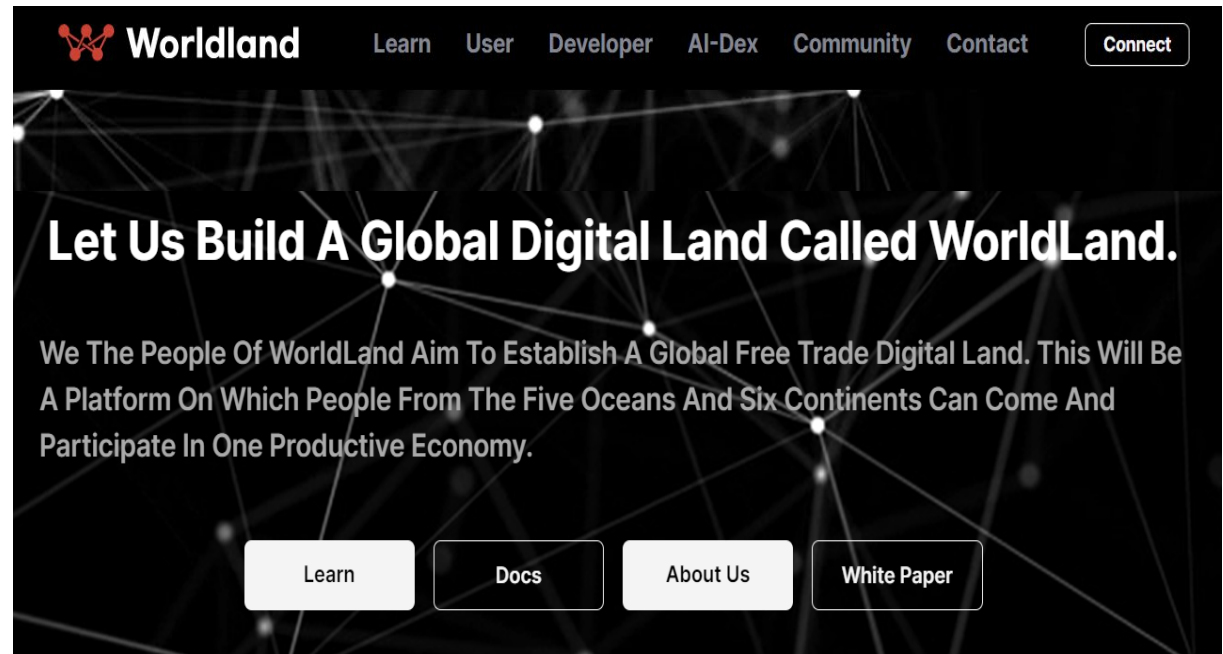 Worldland Learn User Developer AI-Dex Community Contact Connect
Let Us Build A Global Digital Land Called WorldLand.
We The People Of WorldLand Aim To Establish A Global Free Trade Digital Land. This Will Be
A Platform On Which People From The Five Oceans And Six Continents Can Come And
Participate In One Productive Economy.
Learn Docs About Us White Paper